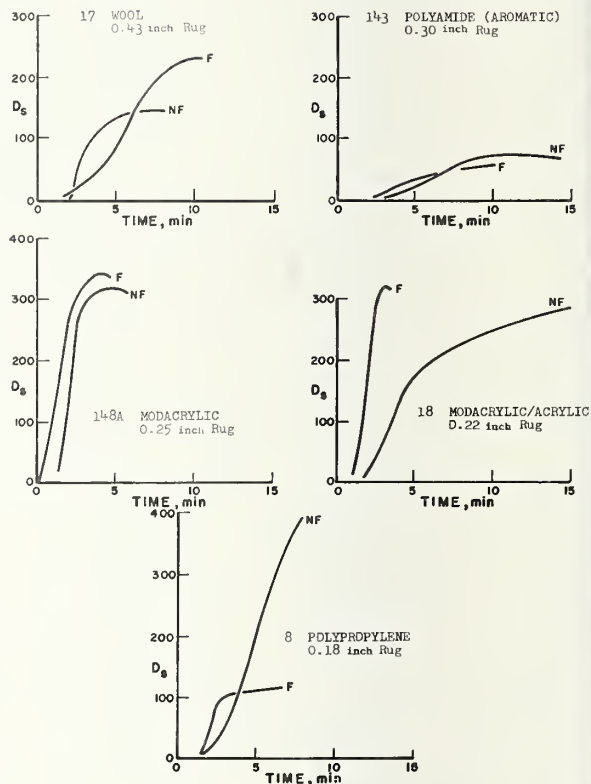 17 WOOL
0.43 inch Rug
300
200
100
0
Ds
F
NF
0 5 10 15
TIME, min
143 POLYAMIDE (AROMATIC)
0.30 inch Rug
300
200
Ds
100
0
NF
F
0 5 10 15
TIME, min
400
300
200
Ds
100
0
F
NF
148A MODACRYLIC
0.25 inch Rug
0 5 10 15
TIME, min
300
200
Ds
100
0
F
NF
18 MODACRYLIC/ACRYLIC
0.22 inch Rug
0 5 10 15
TIME, min
400
300
200
Ds
100
0
NF
8 POLYPROPYLENE
0.18 inch Rug
F
0 5 10 15
TIME, min